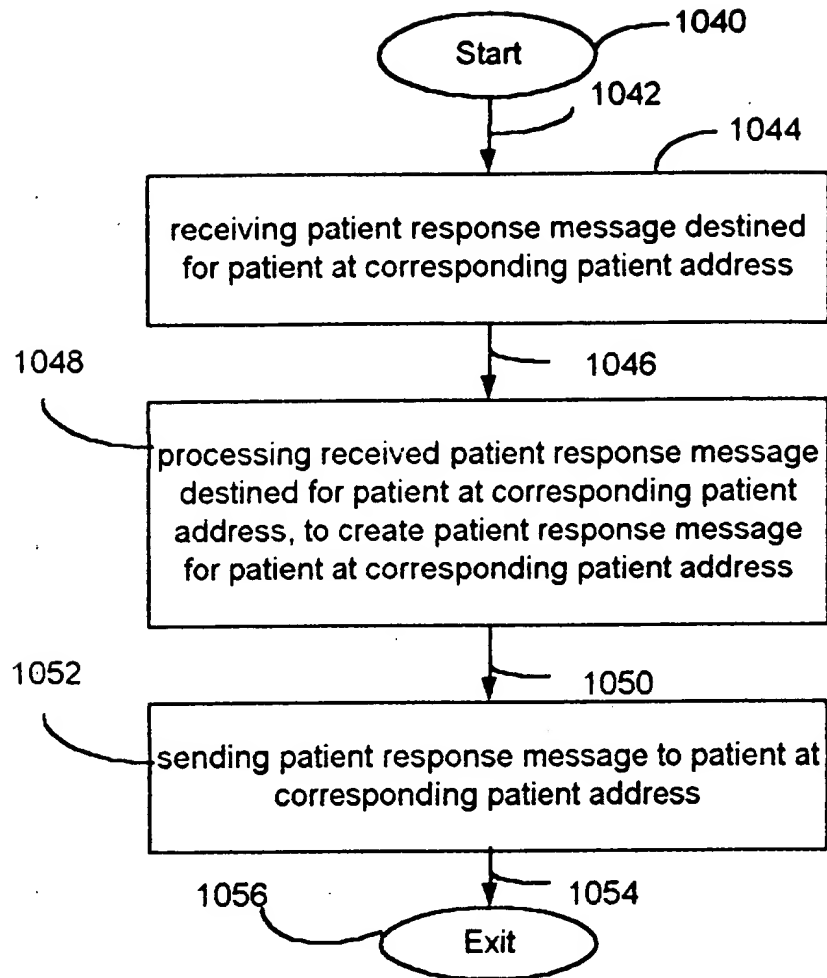 1040
Start
1042
1044
receiving patient response message destined
for patient at corresponding patient address
1046
1048
processing received patient response message
destined for patient at corresponding patient
address, to create patient response message
for patient at corresponding patient address
1050
1052
sending patient response message to patient at
corresponding patient address
1054
1056
Exit